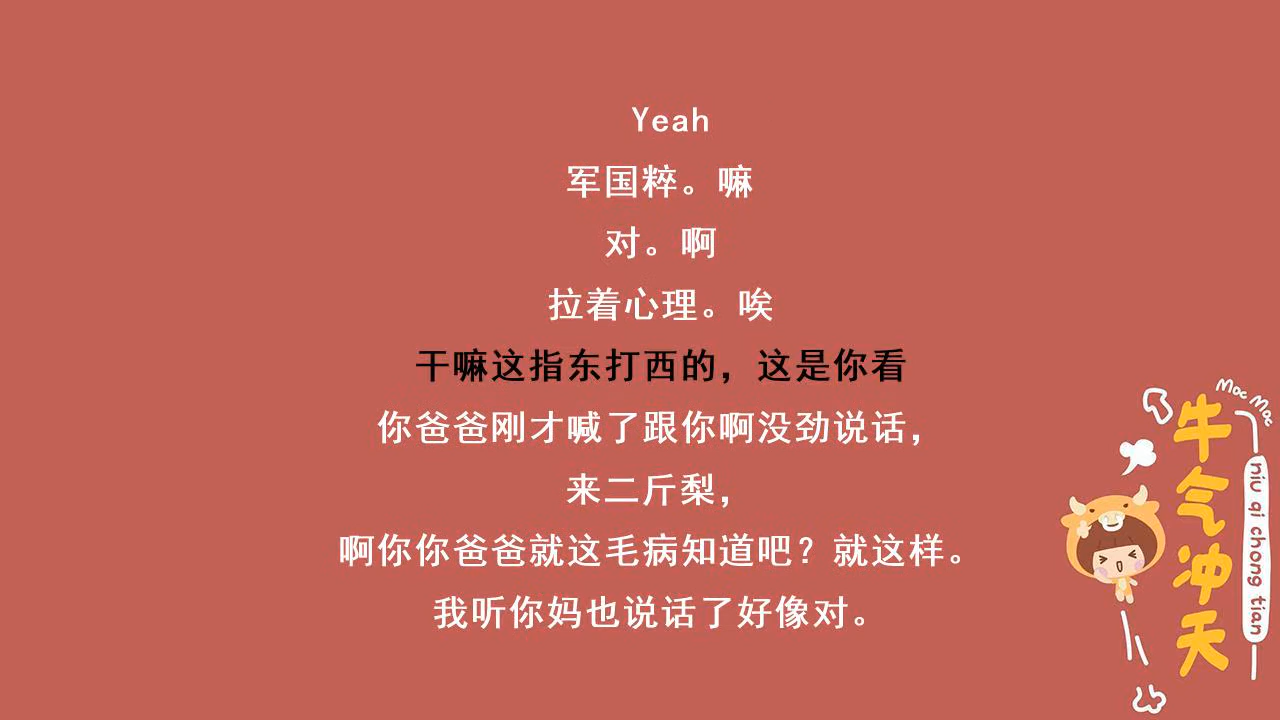 Yeah
军国粹。嘛
对。啊
拉着心理。唉
干嘛这指东打西的，这是你看
你爸爸刚才喊了跟你啊没劲说话，
来二斤梨，
啊你你爸爸就这毛病知道吧？就这样。
我听你妈也说话了好像对。
Moc Moc
牛气冲天
niu qi chong tian